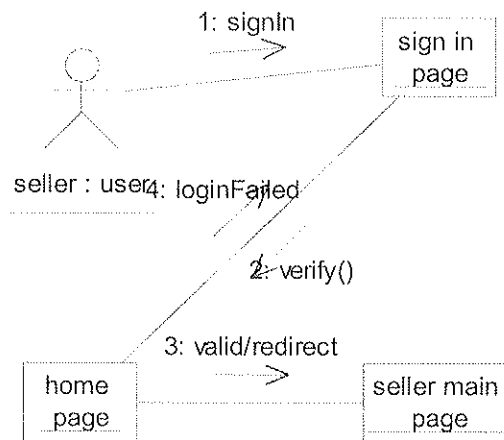 1: signIn
sign in
page
seller : user
4: loginFailed
2: verify()
3: valid/redirect
home
page
seller main
page